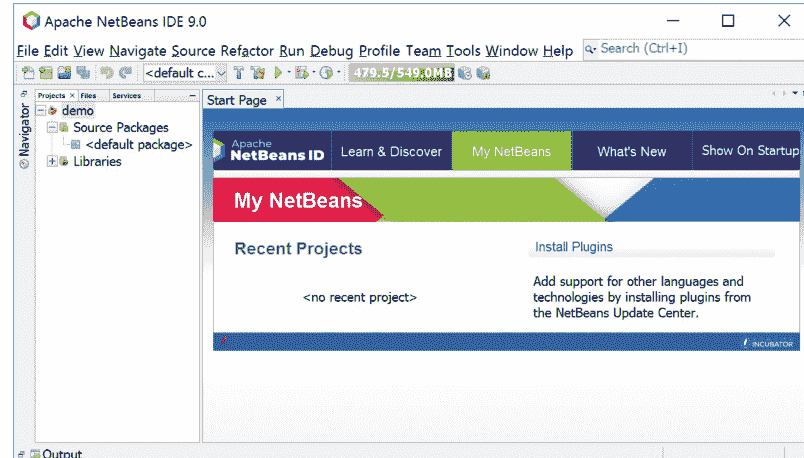 Apache NetBeans IDE 9.0
File Edit View Navigate Source Refactor Run Debug Profile Team Tools Window Help
Search (Ctrl+I)
<default c...
479.5/549.0MB
Projects Files Services
Start Page
Navigator
demo
Source Packages
<default package>
Libraries
Apache
NetBeans ID
Learn & Discover
My NetBeans
What's New
Show On Startup
My NetBeans
Recent Projects
<no recent project>
Install Plugins
Add support for other languages and
technologies by installing plugins from
the NetBeans Update Center.
INCUBATOR
Output